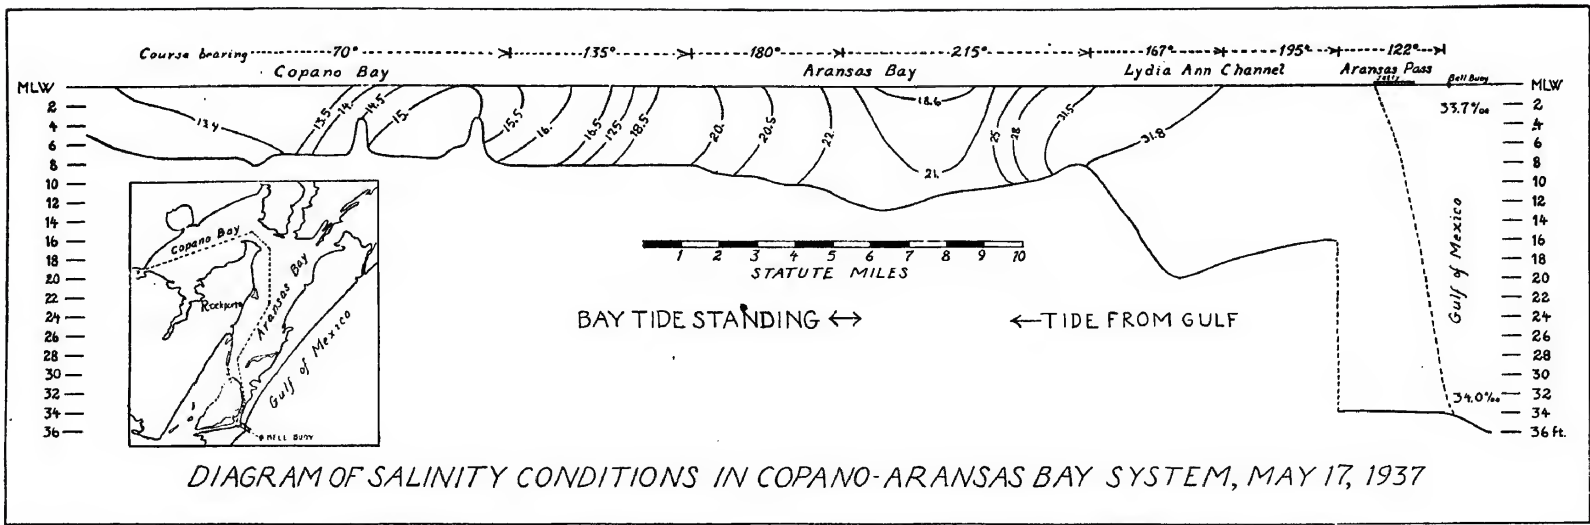 Course bearing 70° 135° 180° 215° 167° 195° 122°
Copano Bay Aransas Bay Lydia Ann Channel Aransas Pass Bell Buoy
Jetty
MLW MLW
13.4 13.5 14. 14.5 15. 15.5 16. 16.5 17.5 18.5 20. 20.5 22. 18.6 21. 25 28 31.5 31.8
33.7‰
2 2
4 4
6 6
8 8
10 10
12 12
14 14
16 16
18 18
20 20
22 22
24 24
26 26
28 28
30 30
32 32
34 34
36 36 ft.
34.0‰
Gulf of Mexico
Copano Bay
Rockport
Aransas Bay
Gulf of Mexico
BELL BUOY
1 2 3 4 5 6 7 8 9 10
STATUTE MILES
BAY TIDE STANDING ↔ ←TIDE FROM GULF
DIAGRAM OF SALINITY CONDITIONS IN COPANO-ARANSAS BAY SYSTEM, MAY 17, 1937